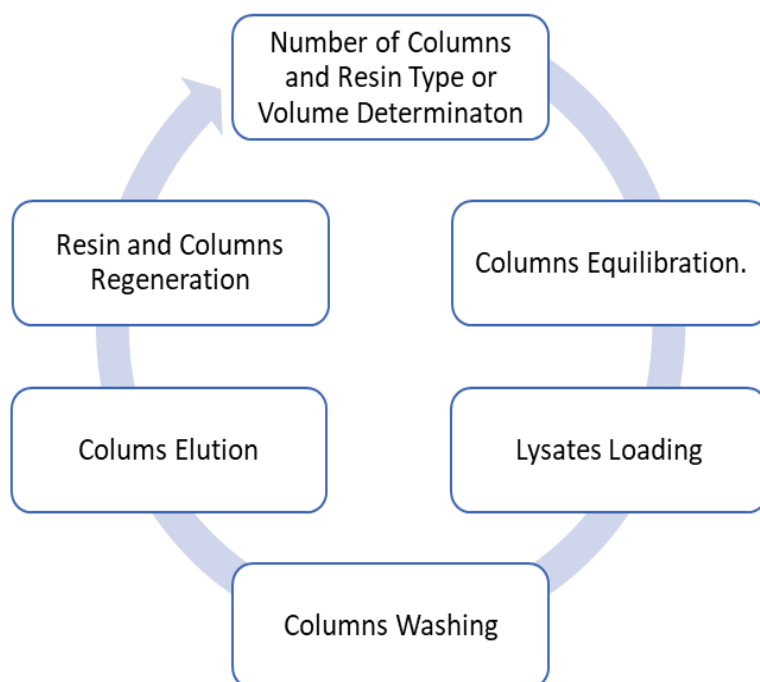 Number of Columns
and Resin Type or
Volume Determinaton
Columns Equilibration.
Lysates Loading
Columns Washing
Colums Elution
Resin and Columns
Regeneration